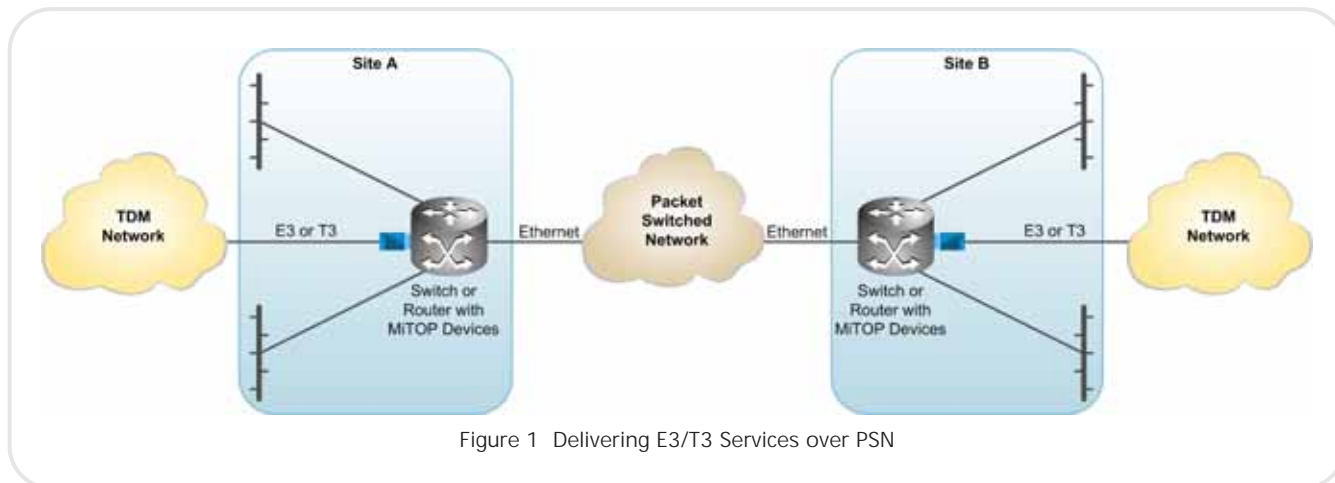 Site A
Site B
TDM
Network
E3 or T3
Ethernet
Packet
Switched
Network
Ethernet
E3 or T3
TDM
Network
Switch or
Router with
MiTOP Devices
Switch or
Router with
MiTOP Devices
Figure 1 Delivering E3/T3 Services over PSN